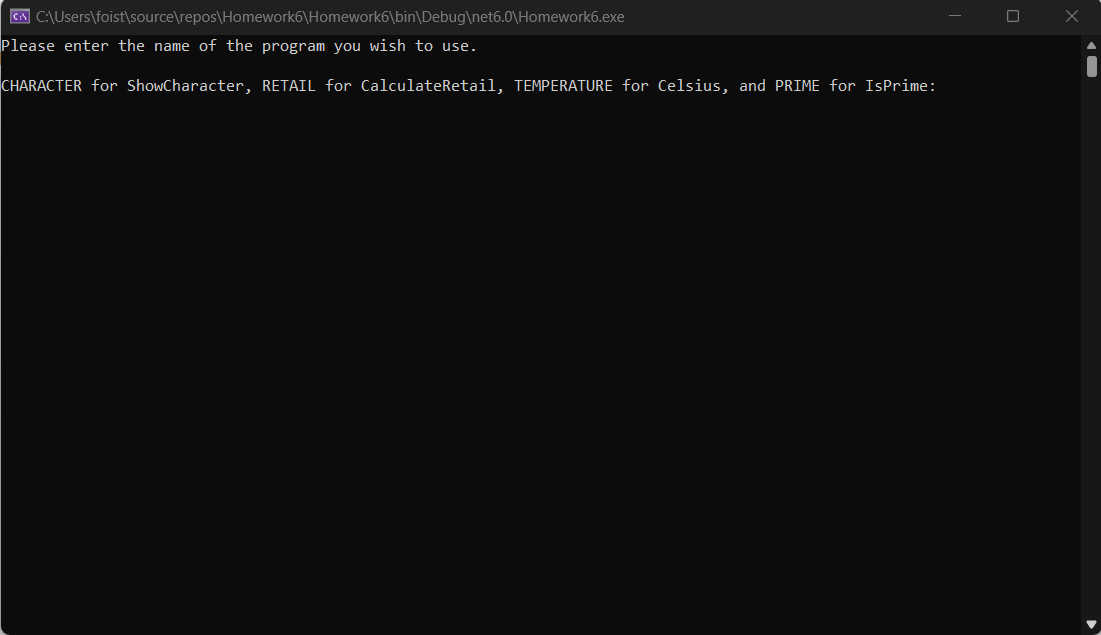 C:\Users\foist\source\repos\Homework6\Homework6\bin\Debug\net6.0\Homework6.exe
Please enter the name of the program you wish to use.
CHARACTER for ShowCharacter, RETAIL for CalculateRetail, TEMPERATURE for Celsius, and PRIME for IsPrime: